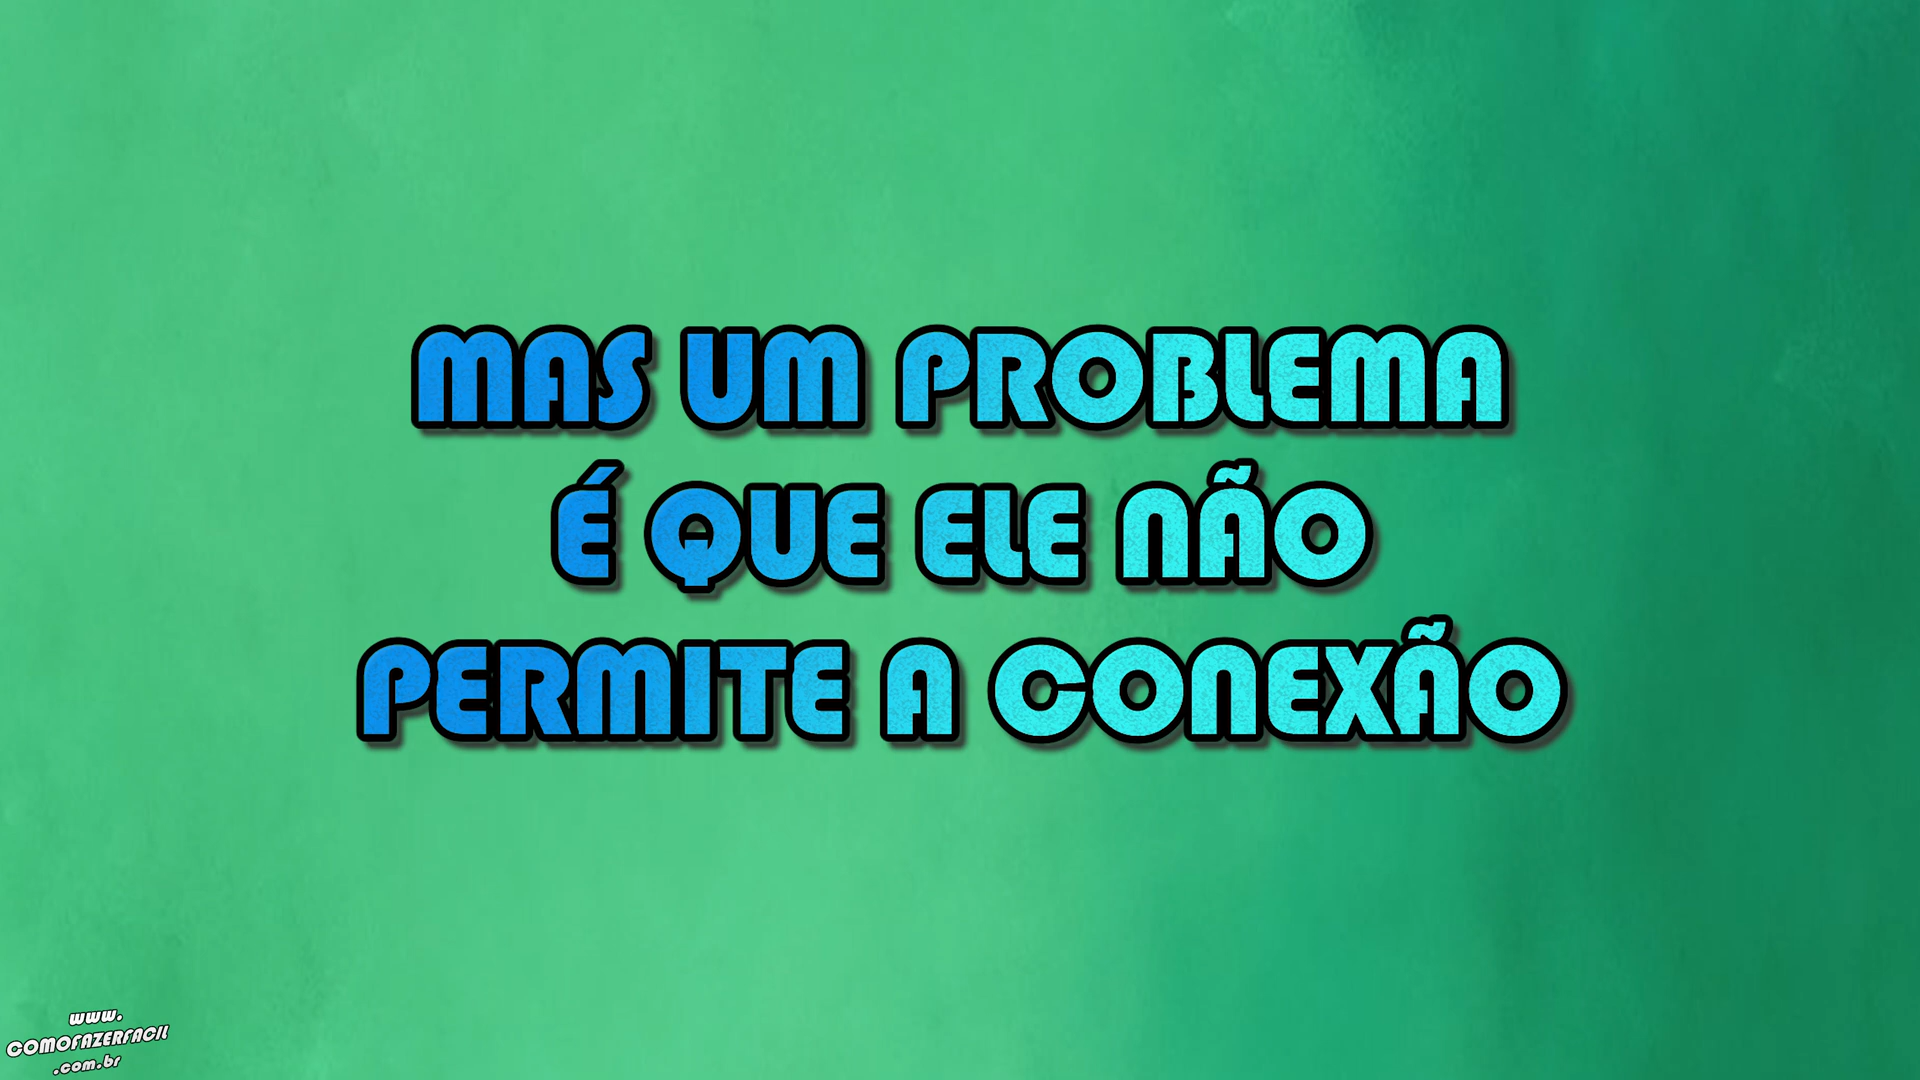 MAS UM PROBLEMA
É QUE ELE NÃO
PERMITE A CONEXÃO
www.
COMOFAZERFACIL
.com.br